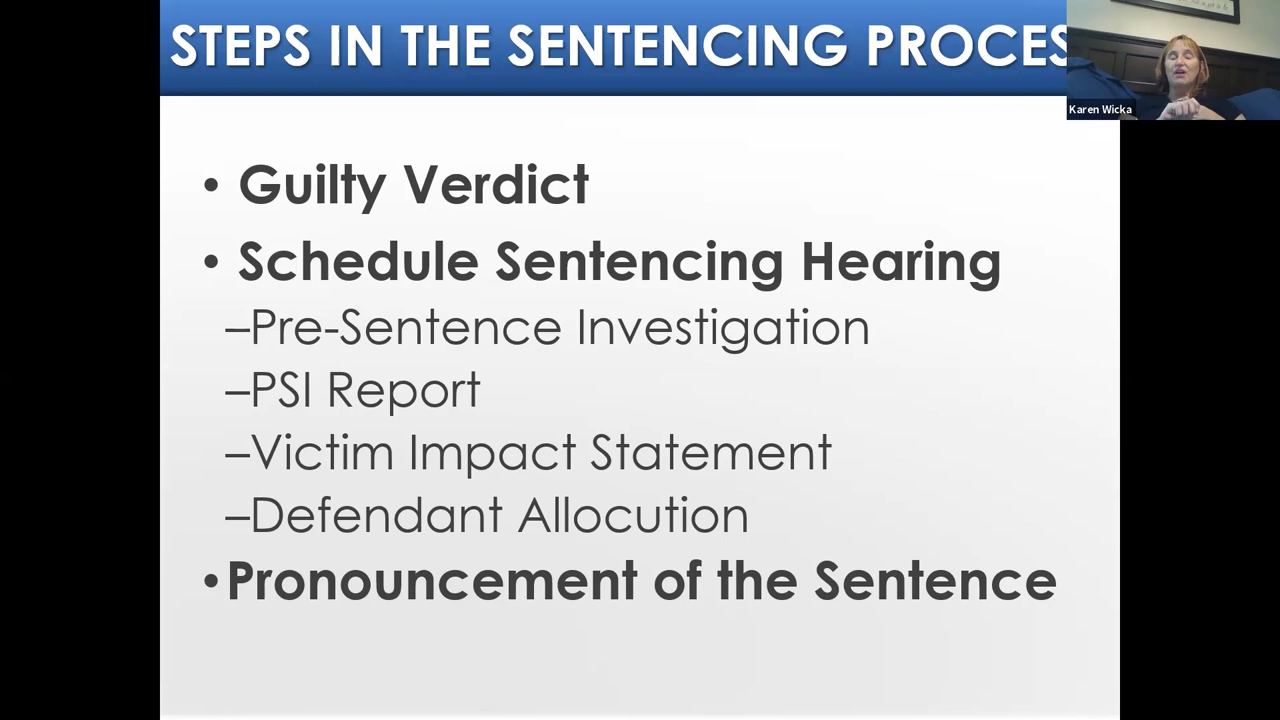 STEPS IN THE SENTENCING PROCES
Karen Wicka
• Guilty Verdict
• Schedule Sentencing Hearing
–Pre-Sentence Investigation
–PSI Report
–Victim Impact Statement
–Defendant Allocution
•Pronouncement of the Sentence